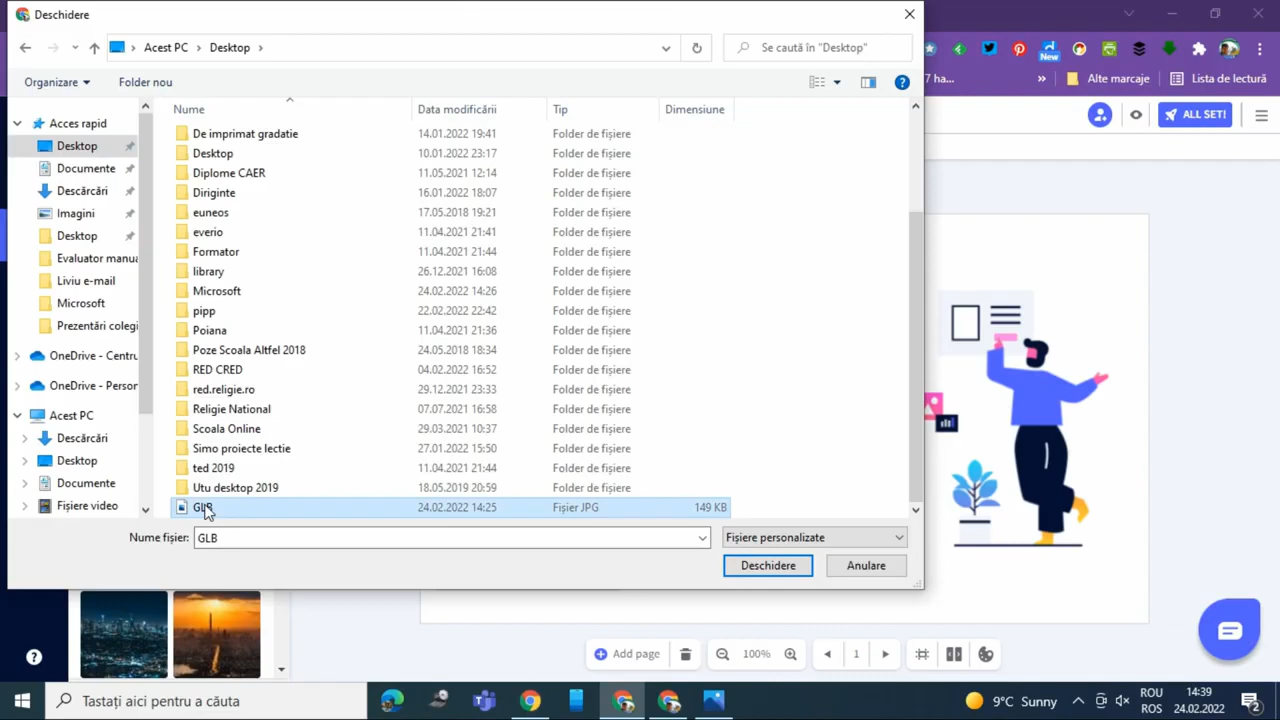 Deschidere
Acest PC
Desktop
Se caută în "Desktop"
Organizare
Folder nou
Nume
Data modificării
Tip
Dimensiune
Acces rapid
Desktop
Documente
Descărcări
Imagini
Desktop
Evaluator manua
Liviu e-mail
Microsoft
Prezentări colegi
OneDrive - Centru
OneDrive - Person
Acest PC
Descărcări
Desktop
Documente
Fișiere video
De imprimat gradatie 14.01.2022 19:41 Folder de fișiere
Desktop 10.01.2022 23:17 Folder de fișiere
Diplome CAER 11.05.2021 12:14 Folder de fișiere
Diriginte 16.01.2022 18:07 Folder de fișiere
euneos 17.05.2018 19:21 Folder de fișiere
everio 11.04.2021 21:41 Folder de fișiere
Formator 11.04.2021 21:44 Folder de fișiere
library 26.12.2021 16:08 Folder de fișiere
Microsoft 24.02.2022 14:26 Folder de fișiere
pipp 22.02.2022 22:42 Folder de fișiere
Poiana 11.04.2021 21:36 Folder de fișiere
Poze Scoala Altfel 2018 24.05.2018 18:34 Folder de fișiere
RED CRED 04.02.2022 16:52 Folder de fișiere
red.religie.ro 29.12.2021 23:33 Folder de fișiere
Religie National 07.07.2021 16:58 Folder de fișiere
Scoala Online 29.03.2021 10:37 Folder de fișiere
Simo proiecte lectie 27.01.2022 15:50 Folder de fișiere
ted 2019 11.04.2021 21:44 Folder de fișiere
Utu desktop 2019 18.05.2019 20:59 Folder de fișiere
GLB 24.02.2022 14:25 Fișier JPG 149 KB
Nume fișier: GLB
Fișiere personalizate
Deschidere
Anulare
New
7 ha...
»
Alte marcaje
Lista de lectură
ALL SET!
Add page
100%
1
Tastați aici pentru a căuta
9°C Sunny
ROU
ROS
14:39
24.02.2022
2